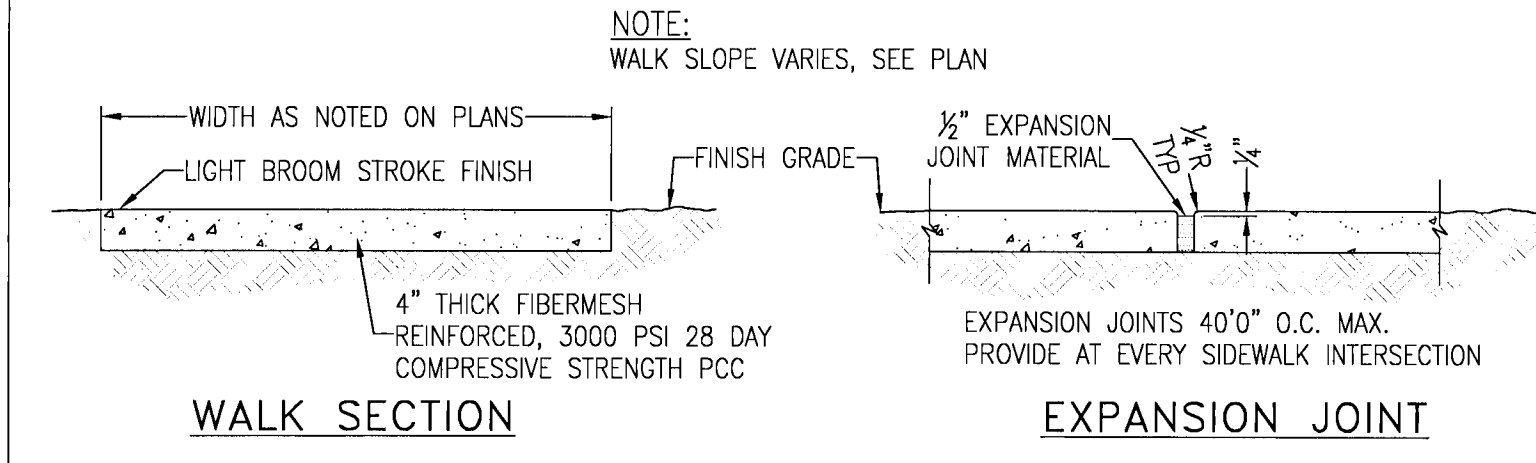 NOTE:
WALK SLOPE VARIES, SEE PLAN
WIDTH AS NOTED ON PLANS
LIGHT BROOM STROKE FINISH
FINISH GRADE
4" THICK FIBERMESH
REINFORCED, 3000 PSI 28 DAY
COMPRESSIVE STRENGTH PCC
WALK SECTION
½" EXPANSION
JOINT MATERIAL
¼"R
TYP
¼"
EXPANSION JOINTS 40'0" O.C. MAX.
PROVIDE AT EVERY SIDEWALK INTERSECTION
EXPANSION JOINT